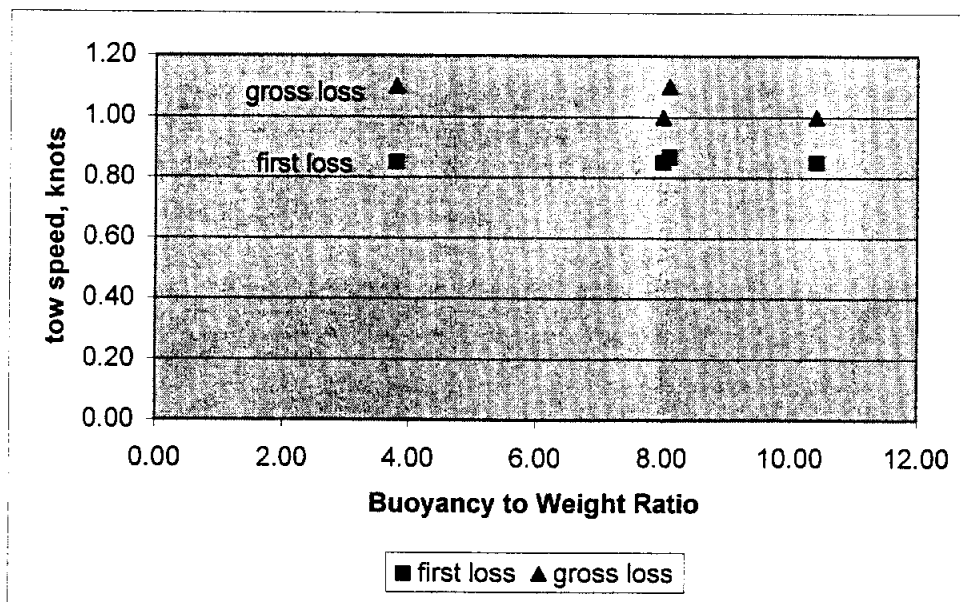 1.20
gross loss
1.00
first loss
0.80
0.60
0.40
0.20
0.00
tow speed, knots
0.00 2.00 4.00 6.00 8.00 10.00 12.00
Buoyancy to Weight Ratio
first loss gross loss